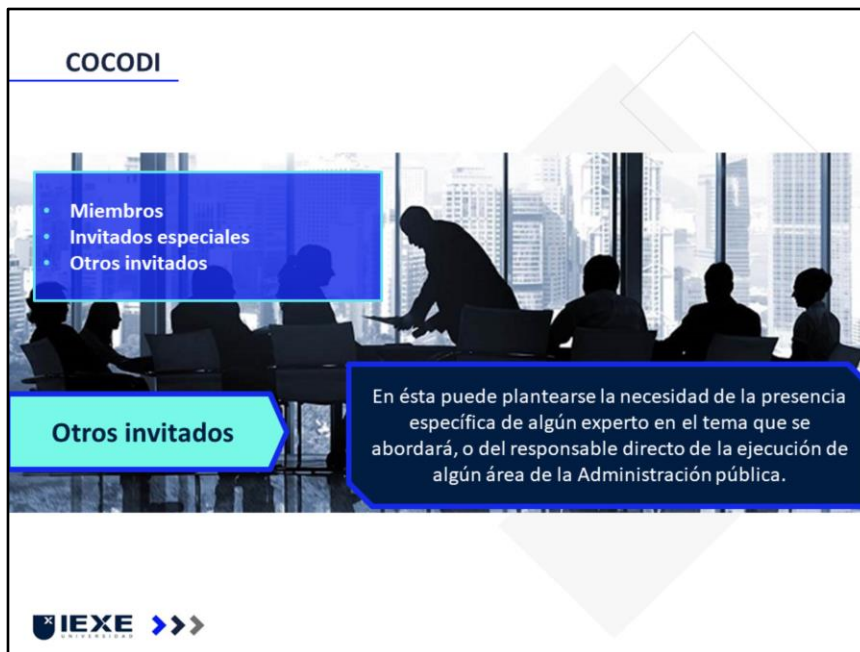 COCODI
• Miembros
• Invitados especiales
• Otros invitados
Otros invitados
En ésta puede plantearse la necesidad de la presencia
específica de algún experto en el tema que se
abordará, o del responsable directo de la ejecución de
algún área de la Administración pública.
IEXE
UNIVERSIDAD